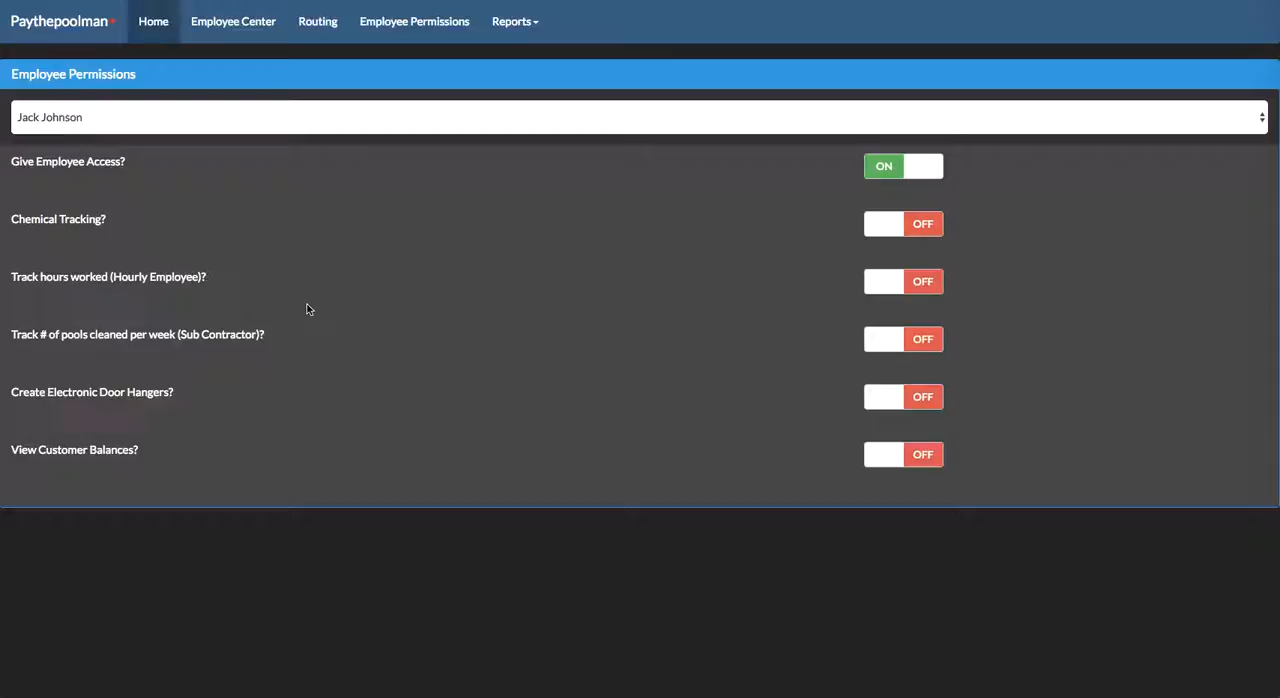 Paythepoolman Home Employee Center Routing Employee Permissions Reports
Employee Permissions
Jack Johnson
Give Employee Access? ON
Chemical Tracking? OFF
Track hours worked (Hourly Employee)? OFF
Track # of pools cleaned per week (Sub Contractor)? OFF
Create Electronic Door Hangers? OFF
View Customer Balances? OFF